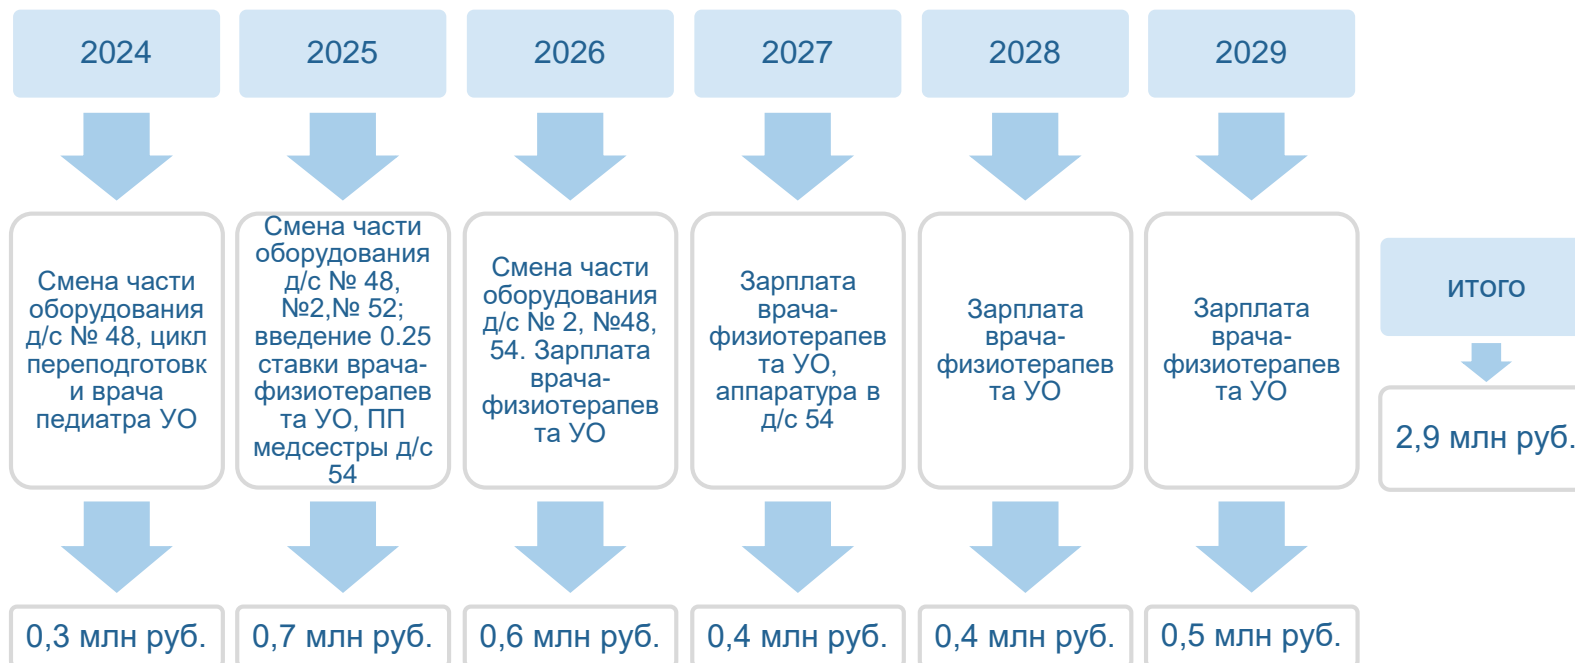 2024
2025
2026
2027
2028
2029
Смена части
оборудования
д/с № 48, цикл
переподготовк
и врача
педиатра УО
Смена части
оборудования
д/с № 48,
№2,№ 52;
введение 0.25
ставки врача-
физиотерапев
та УО, ПП
медсестры д/с
54
Смена части
оборудования
д/с № 2, №48,
54. Зарплата
врача-
физиотерапев
та УО
Зарплата
врача-
физиотерапев
та УО,
аппаратура в
д/с 54
Зарплата
врача-
физиотерапев
та УО
Зарплата
врача-
физиотерапев
та УО
итого
2,9 млн руб.
0,3 млн руб.
0,7 млн руб.
0,6 млн руб.
0,4 млн руб.
0,4 млн руб.
0,5 млн руб.